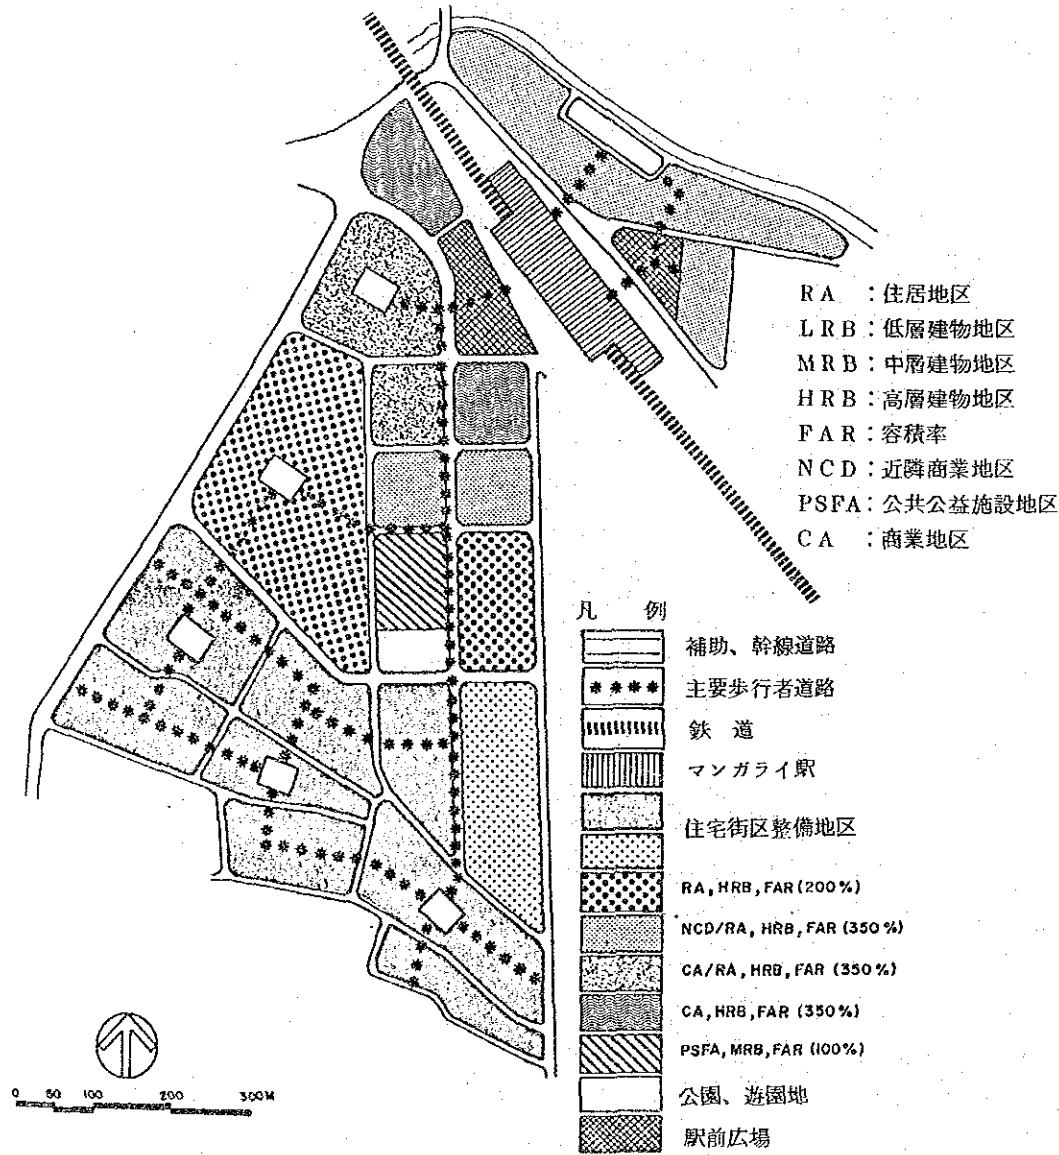 RA : 住居地区
LRB : 低層建物地区
MRB : 中層建物地区
HRB : 高層建物地区
FAR : 容積率
NCD : 近隣商業地区
PSFA : 公共公益施設地区
CA : 商業地区
凡 例
補助、幹線道路
主要歩行者道路
鉄 道
マンガライ駅
住宅街区整備地区
RA, HRB, FAR (200%)
NCD/RA, HRB, FAR (350%)
CA/RA, HRB, FAR (350%)
CA, HRB, FAR (350%)
PSFA, MRB, FAR (100%)
公園、遊園地
駅前広場
0 50 100 200 300M